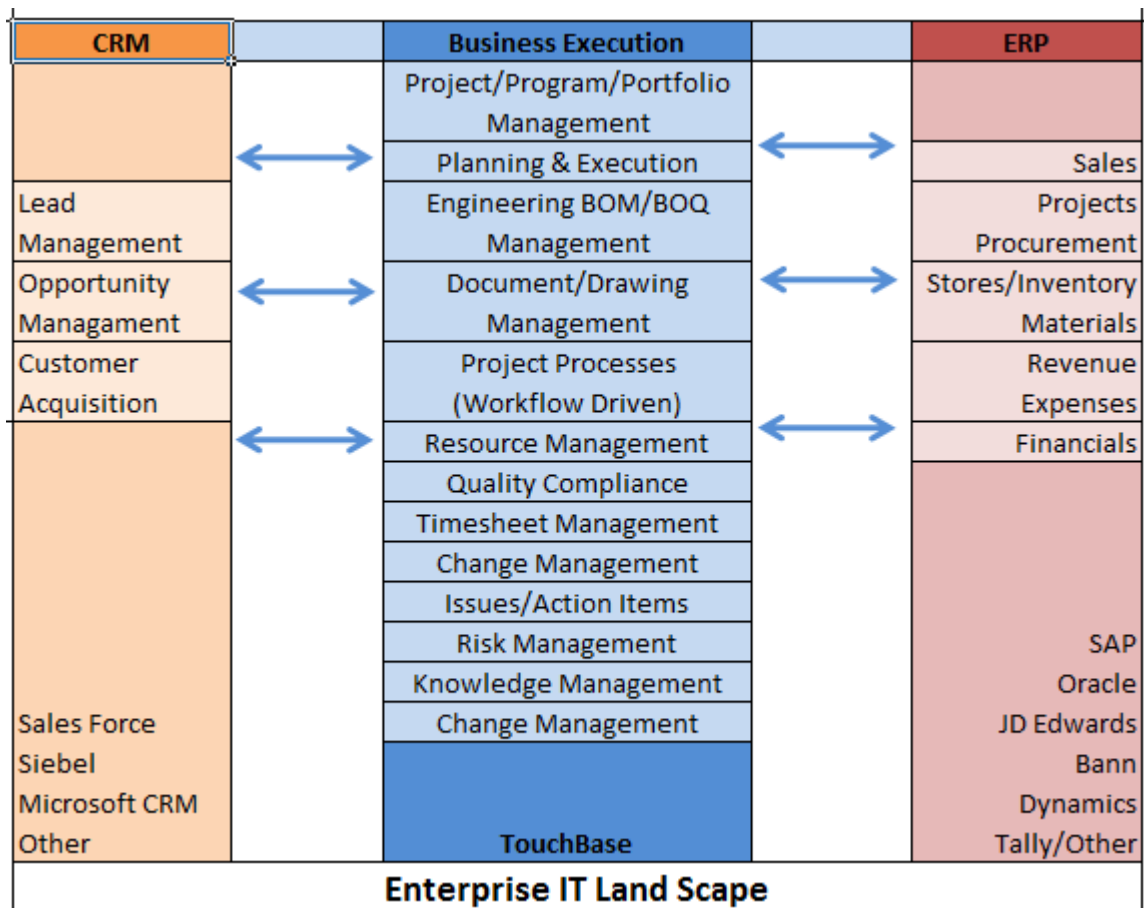 CRM
Business Execution
ERP
Project/Program/Portfolio
Management
Planning & Execution
Sales
Lead
Engineering BOM/BOQ
Projects
Management
Management
Procurement
Opportunity
Document/Drawing
Stores/Inventory
Managament
Management
Materials
Customer
Project Processes
Revenue
Acquisition
(Workflow Driven)
Expenses
Resource Management
Financials
Quality Compliance
Timesheet Management
Change Management
Issues/Action Items
Risk Management
SAP
Knowledge Management
Oracle
Sales Force
Change Management
JD Edwards
Siebel
Bann
Microsoft CRM
Dynamics
Other
TouchBase
Tally/Other
Enterprise IT Land Scape